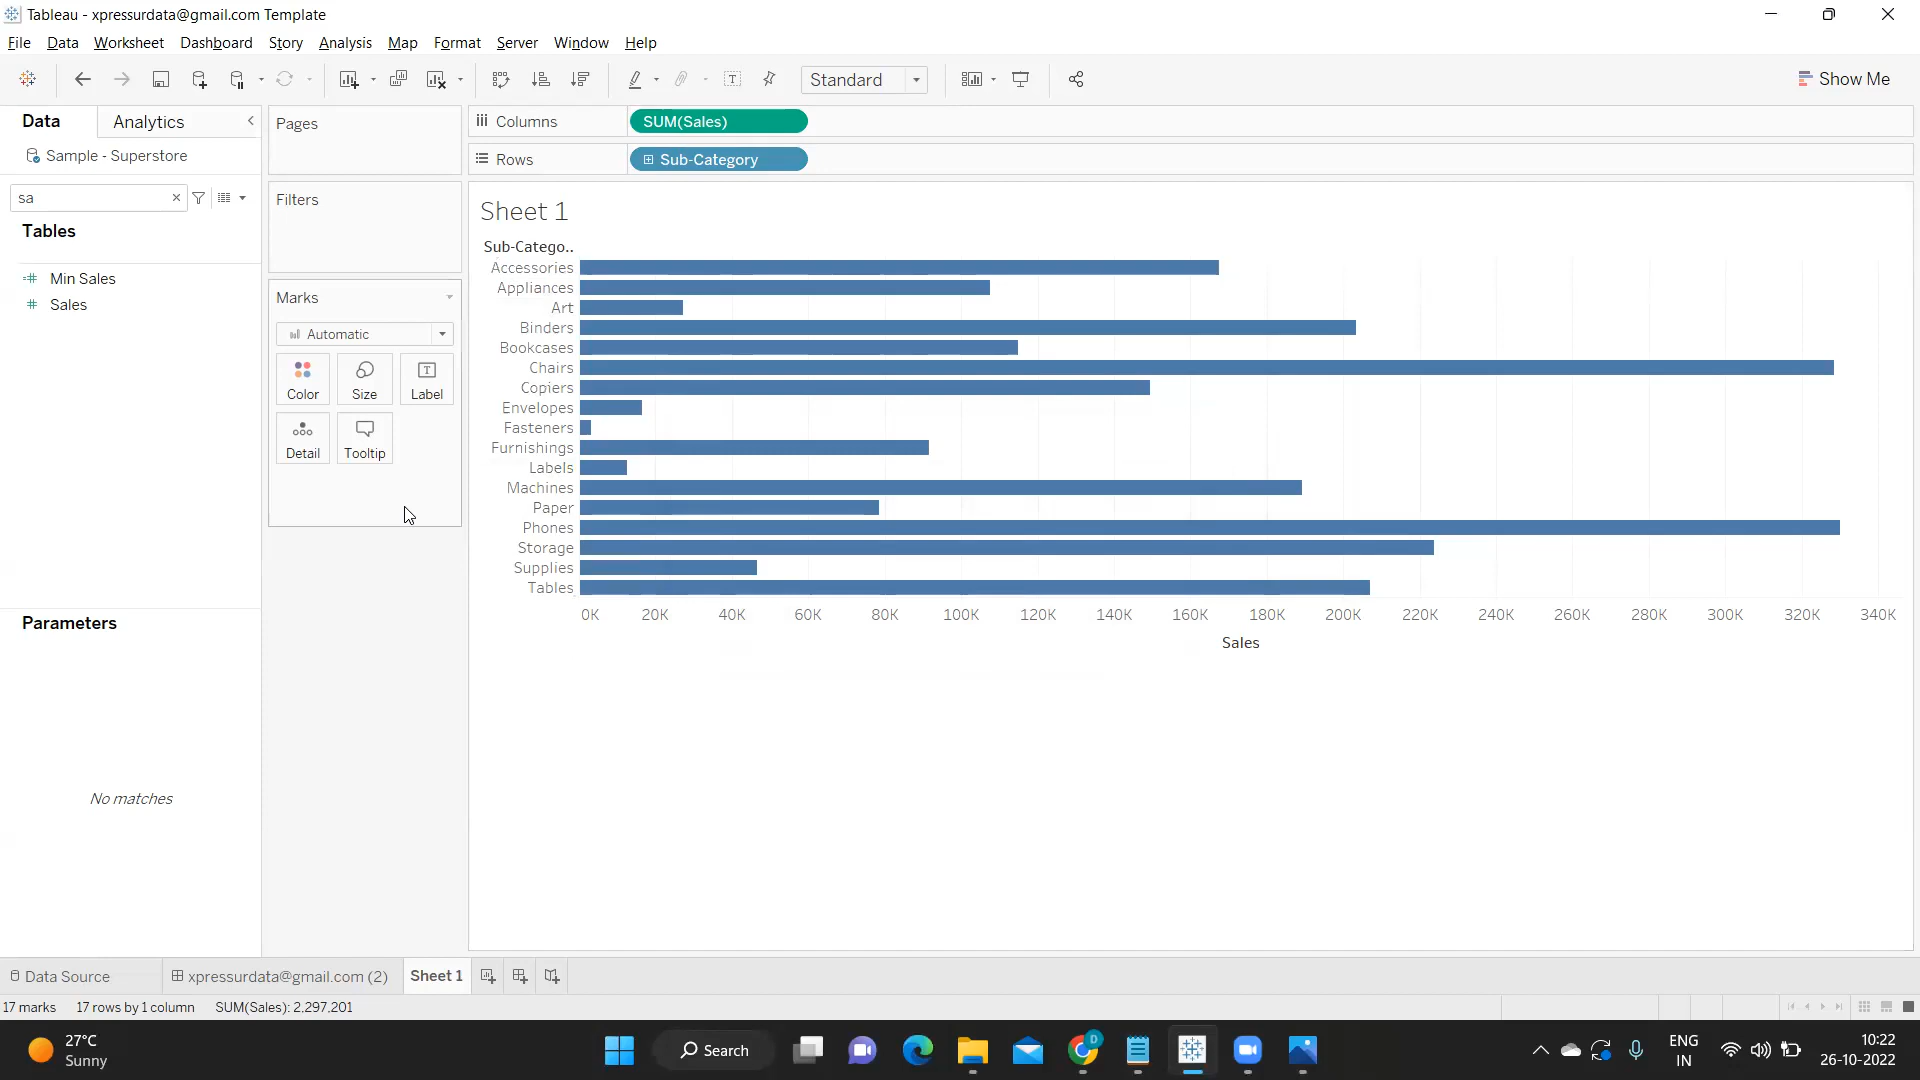 Tableau - xpressurdata@gmail.com Template
File Data Worksheet Dashboard Story Analysis Map Format Server Window Help
Standard
Show Me
Data Analytics
Sample - Superstore
sa
Tables
Min Sales
Sales
Parameters
No matches
Pages
Filters
Marks
Automatic
Color Size Label
Detail Tooltip
Columns SUM(Sales)
Rows Sub-Category
Sheet 1
Sub-Catego..
Accessories
Appliances
Art
Binders
Bookcases
Chairs
Copiers
Envelopes
Fasteners
Furnishings
Labels
Machines
Paper
Phones
Storage
Supplies
Tables
0K 20K 40K 60K 80K 100K 120K 140K 160K 180K 200K 220K 240K 260K 280K 300K 320K 340K
Sales
Data Source xpressurdata@gmail.com (2) Sheet 1
17 marks 17 rows by 1 column SUM(Sales): 2,297,201
27°C
Sunny
Search
D
ENG
IN
10:22
26-10-2022